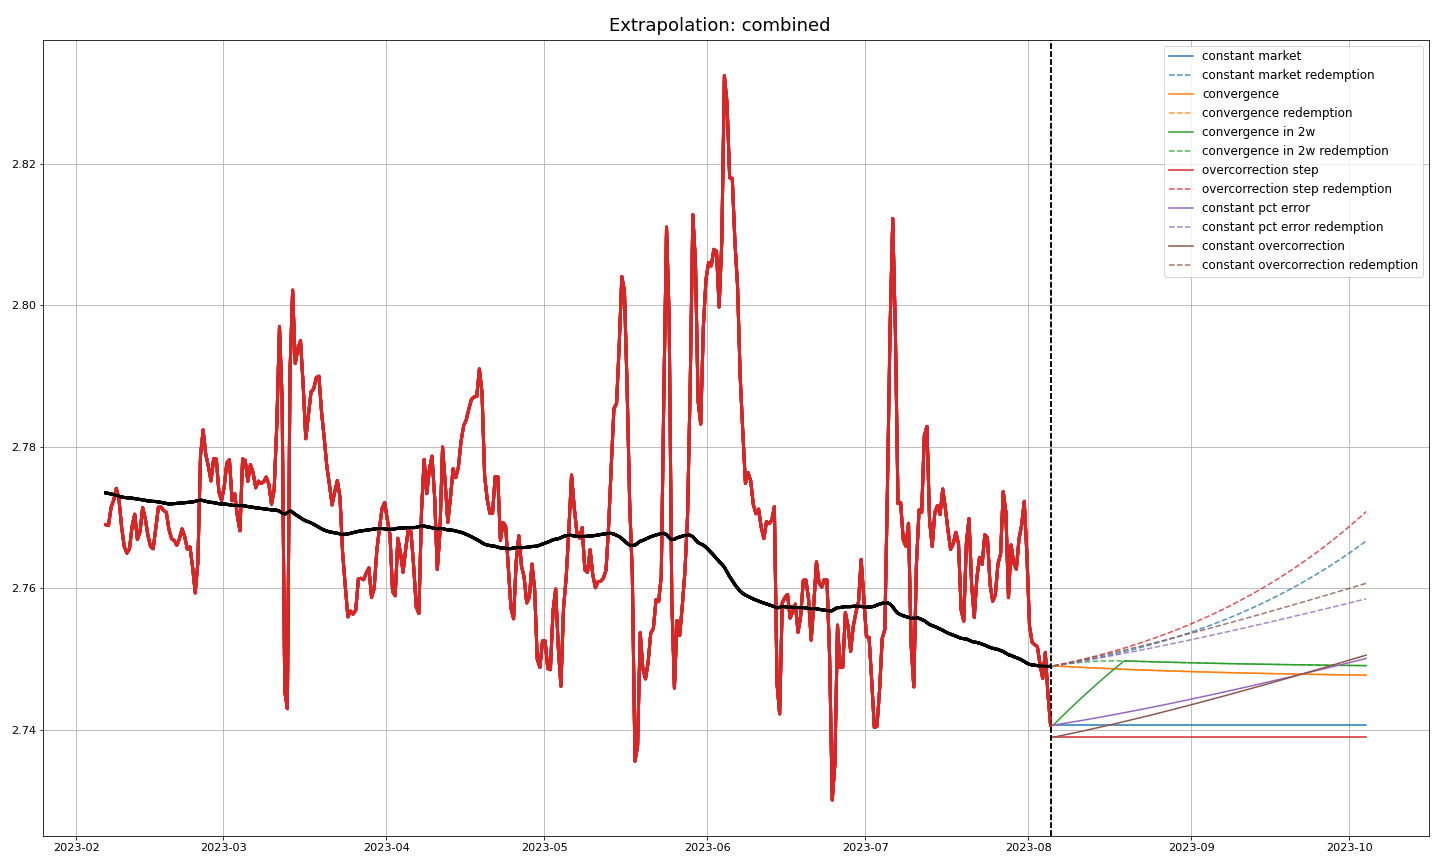 Extrapolation: combined
constant market
constant market redemption
convergence
convergence redemption
convergence in 2w
convergence in 2w redemption
overcorrection step
overcorrection step redemption
constant pct error
constant pct error redemption
constant overcorrection
constant overcorrection redemption
2.82
2.80
2.78
2.76
2.74
2023-02
2023-03
2023-04
2023-05
2023-06
2023-07
2023-08
2023-09
2023-10